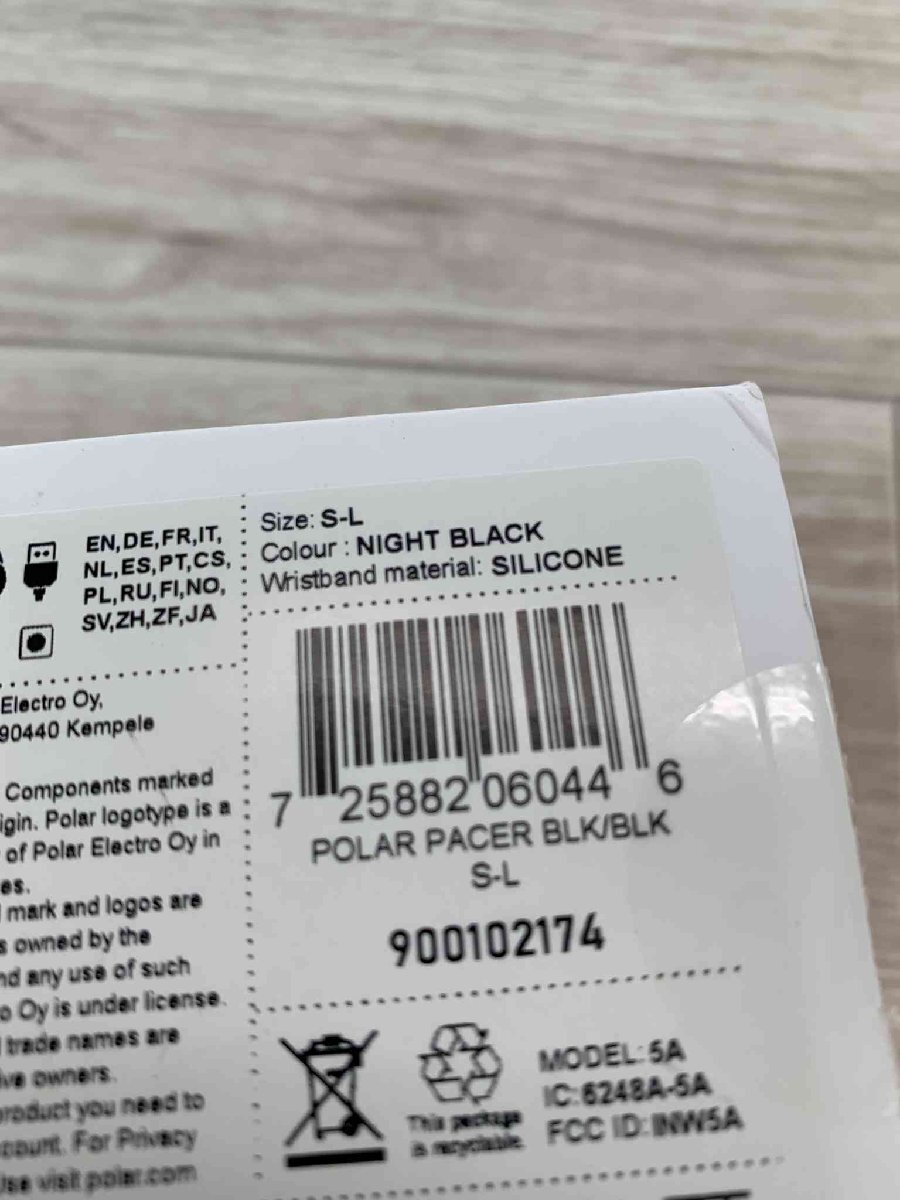 EN,DE,FR,IT,
NL,ES,PT,CS,
PL,RU,FI,NO,
SV,ZH,ZF,JA
Electro Oy,
90440 Kempele
Components marked
igin. Polar logotype is a
of Polar Electro Oy in
es.
mark and logos are
s owned by the
nd any use of such
o Oy is under license.
trade names are
ive owners.
product you need to
count. For Privacy
Use visit polar.com
Size: S-L
Colour : NIGHT BLACK
Wristband material: SILICONE
7 25882 06044 6
POLAR PACER BLK/BLK
S-L
900102174
This package
is recyclable.
MODEL: 5A
IC: 6248A-5A
FCC ID: INW5A